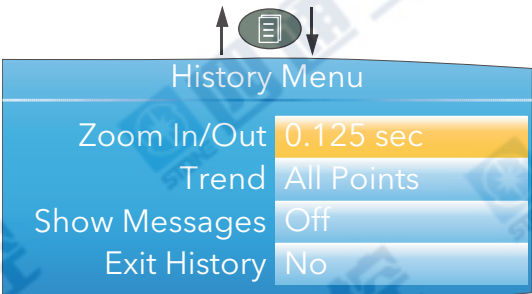 History Menu
Zoom In/Out 0.125 sec
Trend All Points
Show Messages Off
Exit History No